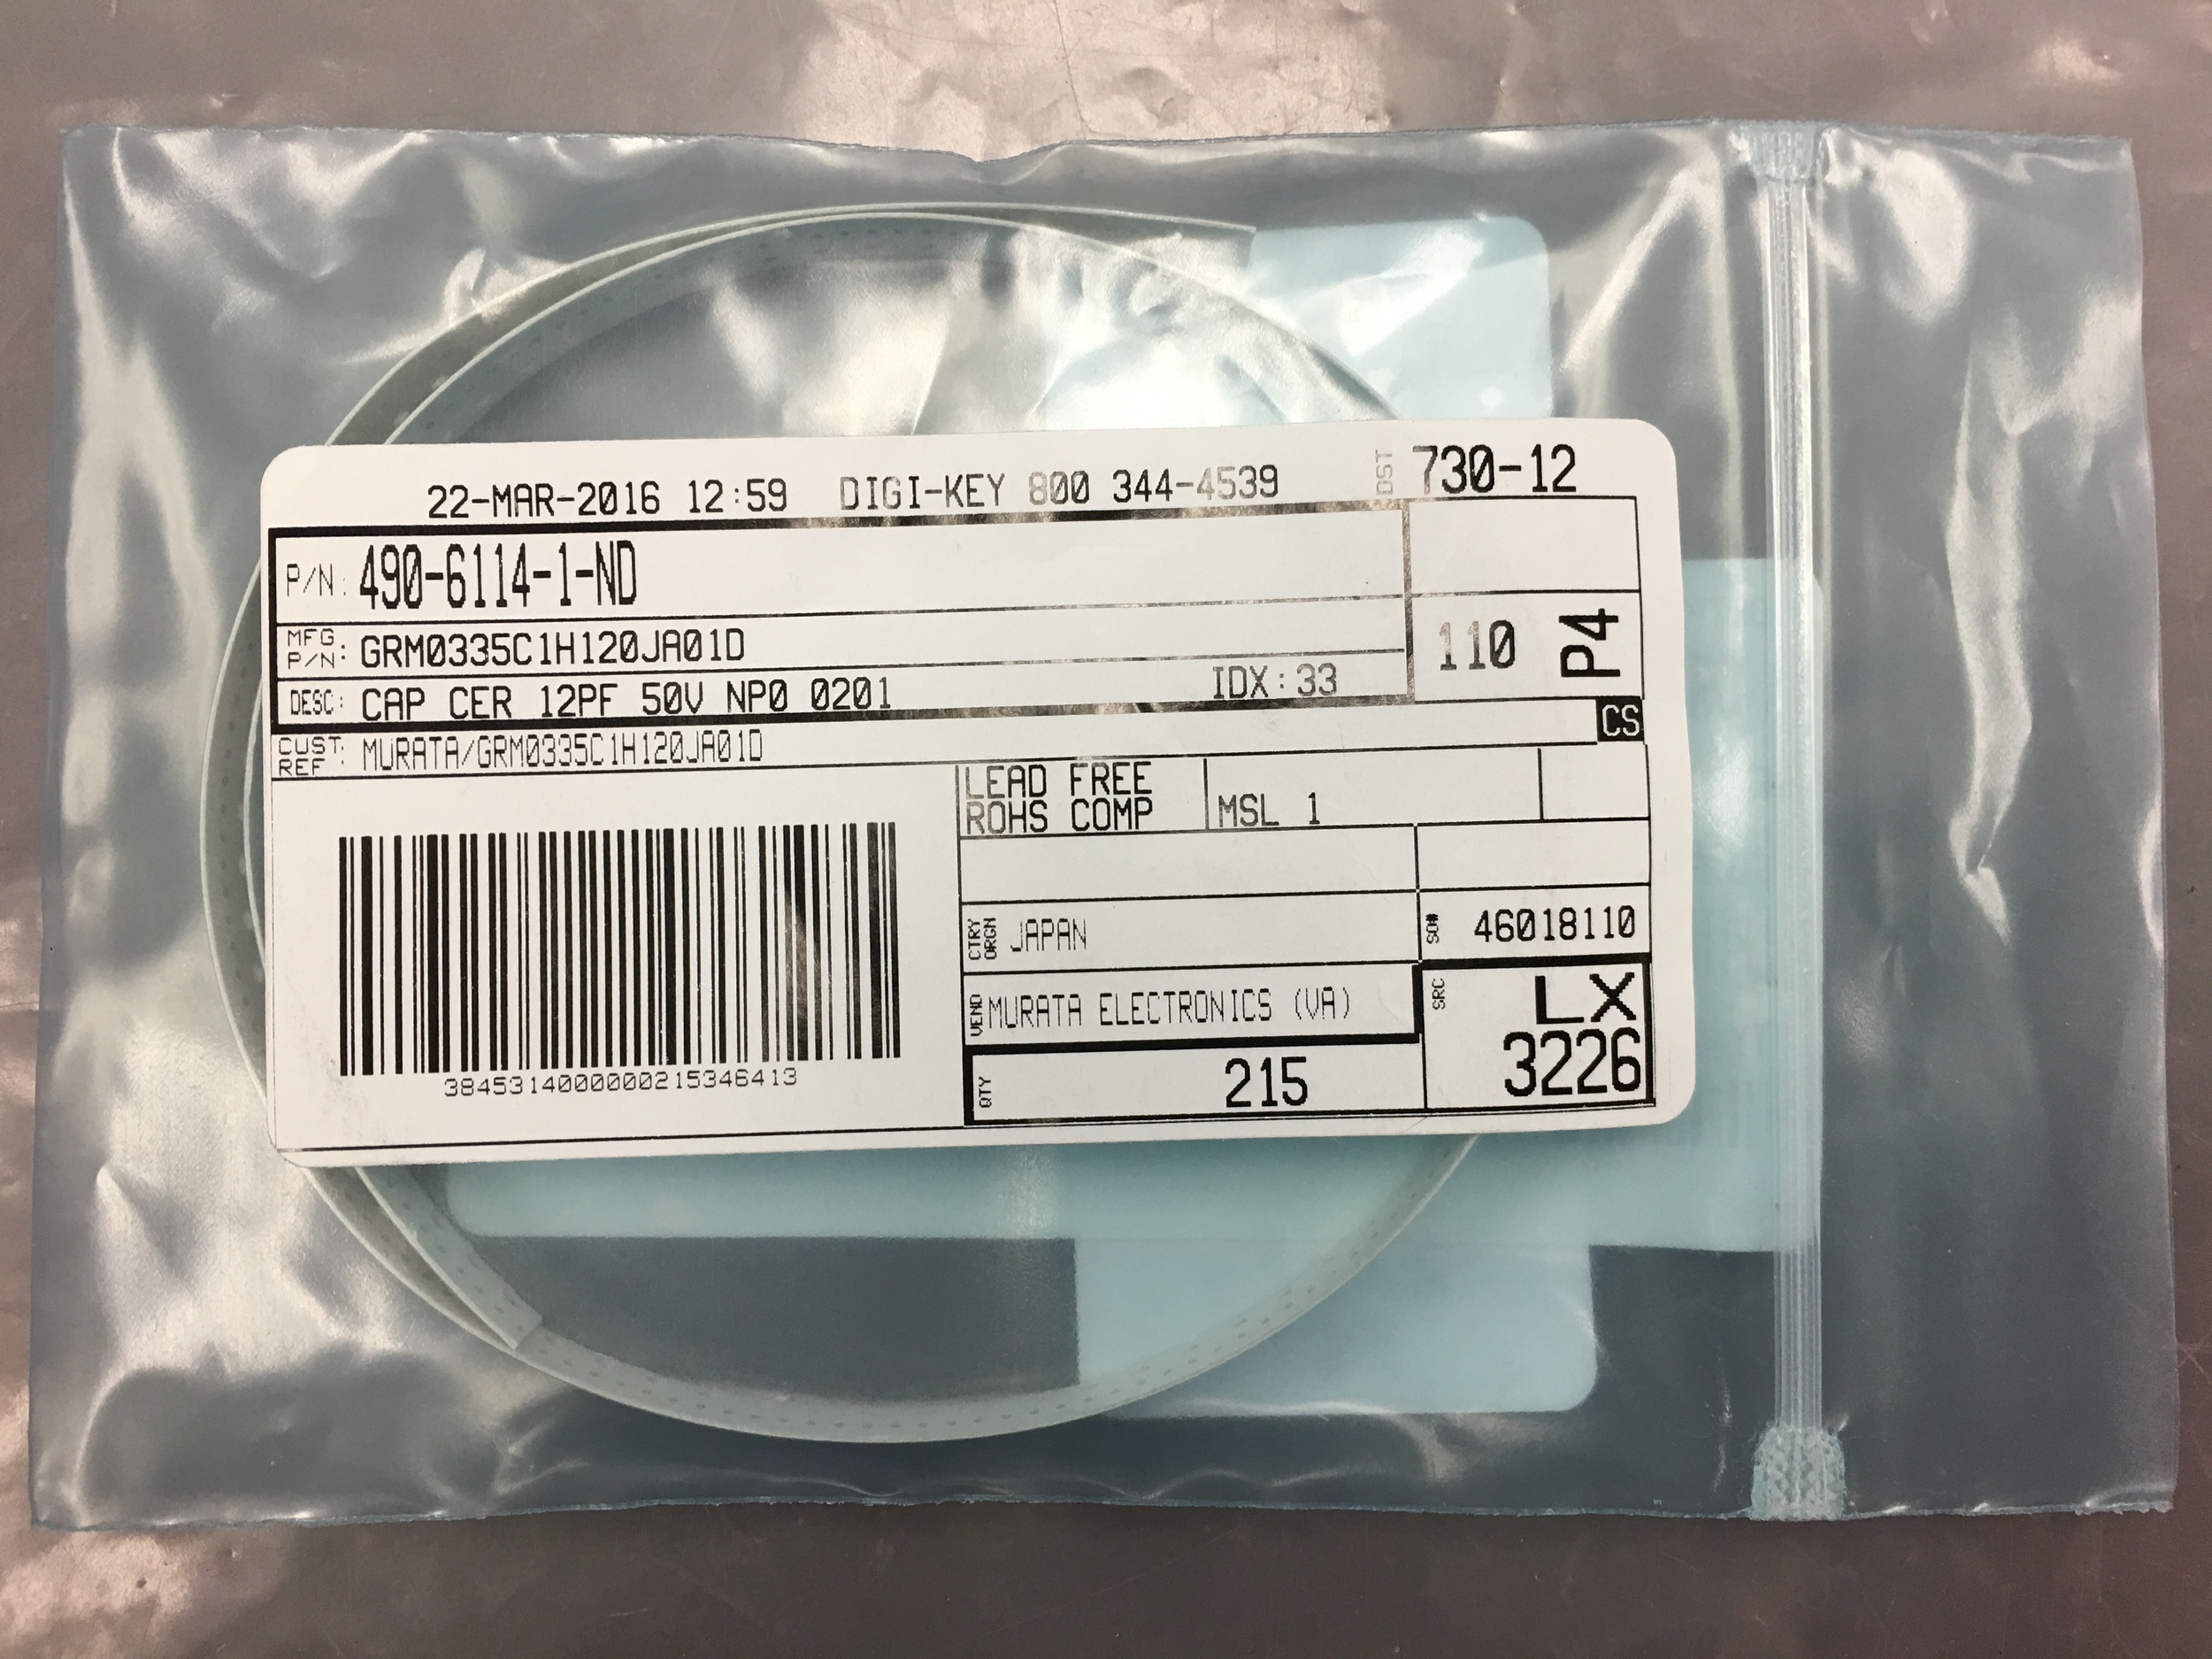 22-MAR-2016 12:59 DIGI-KEY 800 344-4539 DST 730-12
P/N: 490-6114-1-ND
MFG P/N: GRM0335C1H120JA01D
110 P4
DESC: CAP CER 12PF 50V NP0 0201 IDX:33
CS
CUST REF: MURATA/GRM0335C1H120JA01D
LEAD FREE
ROHS COMP
MSL 1
CTRY ORGN JAPAN
SO# 46018110
VEND MURATA ELECTRONICS (VA)
SRC LX
3226
QTY 215
38453140000000215346413